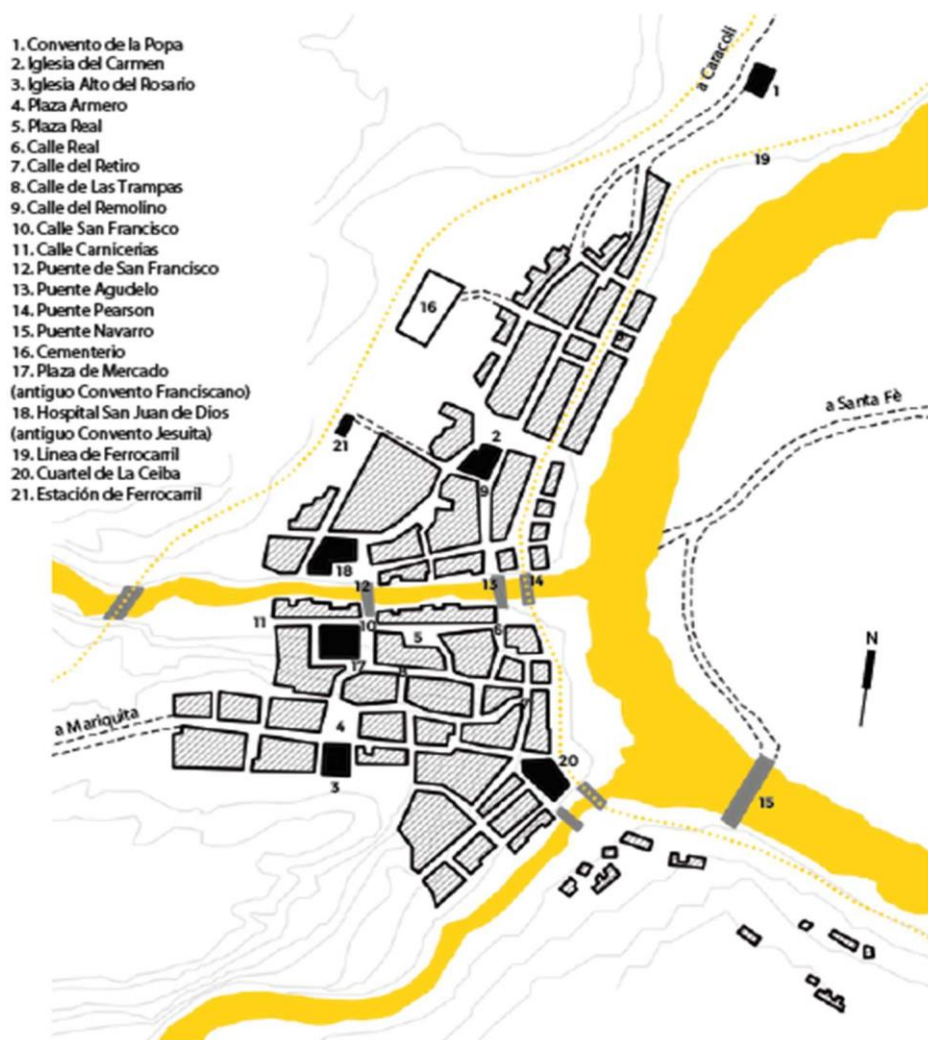 1. Convento de la Popa
2. Iglesia del Carmen
3. Iglesia Alto del Rosario
4. Plaza Armero
5. Plaza Real
6. Calle Real
7. Calle del Retiro
8. Calle de Las Trampas
9. Calle del Remolino
10. Calle San Francisco
11. Calle Carnicerias
12. Puente de San Francisco
13. Puente Agudelo
14. Puente Pearson
15. Puente Navarro
16. Cementerio
17. Plaza de Mercado
(antiguo Convento Franciscano)
18. Hospital San Juan de Dios
(antiguo Convento Jesuita)
19. Linea de Ferrocarril
20. Cuartel de La Ceiba
21. Estación de Ferrocarril
a Caracoli
1
19
16
a Santa Fè
2
21
9
18
12
13
14
11
10
5
6
N
17
8
7
a Mariquita
4
20
3
15